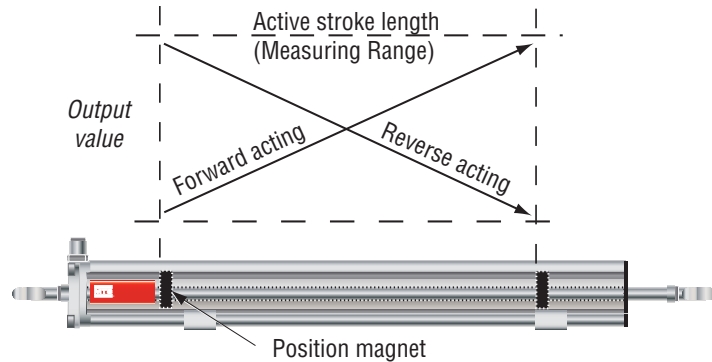 Active stroke length
(Measuring Range)
Output
value
Forward acting
Reverse acting
Position magnet